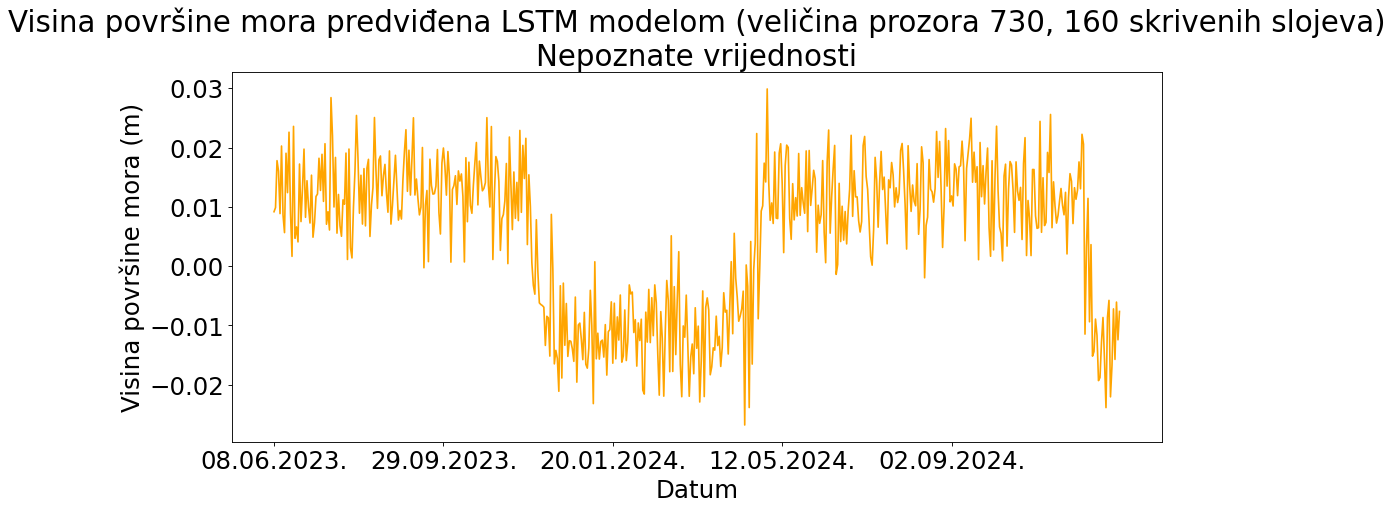 Visina površine mora predviđena LSTM modelom (veličina prozora 730, 160 skrivenih slojeva)
Nepoznate vrijednosti
Visina površine mora (m)
0.03
0.02
0.01
0.00
−0.01
−0.02
08.06.2023. 29.09.2023. 20.01.2024. 12.05.2024. 02.09.2024.
Datum